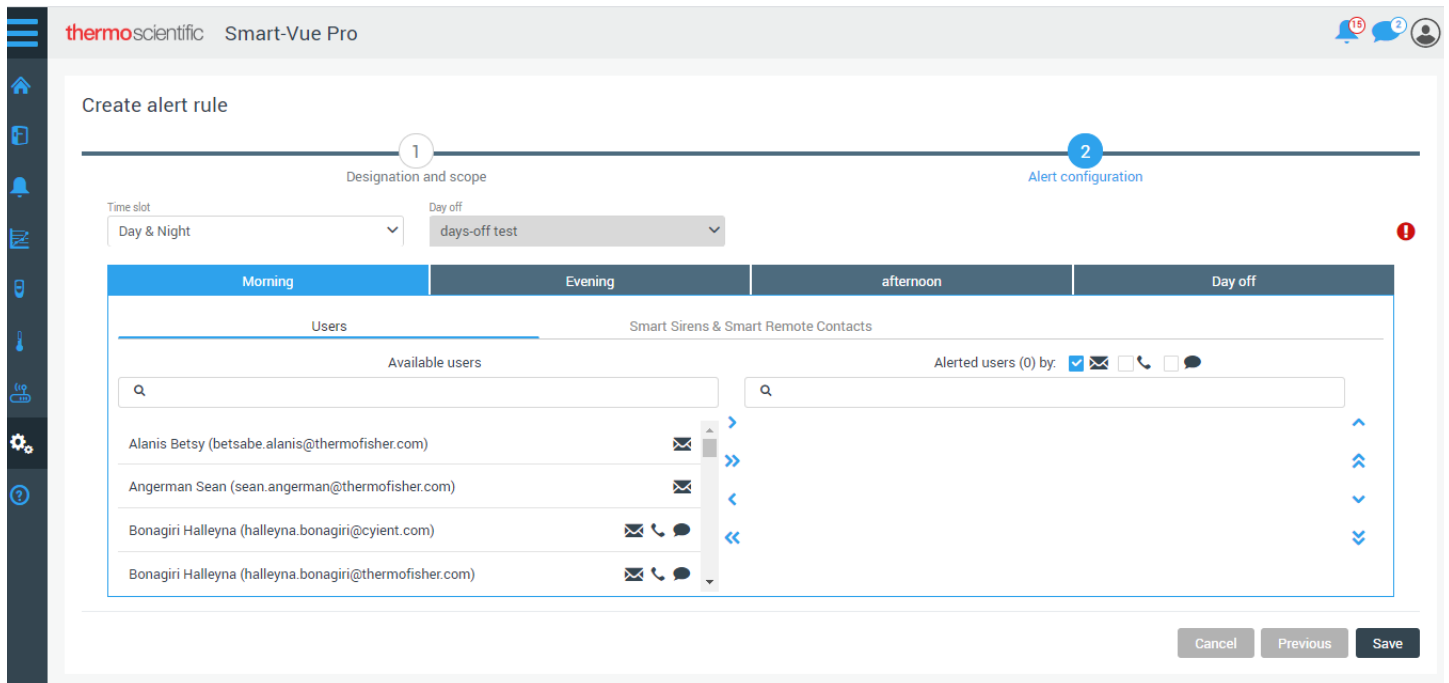 thermoscientific Smart-Vue Pro 15 2
Create alert rule
1 2
Designation and scope Alert configuration
Time slot Day off
Day & Night days-off test
Morning Evening afternoon Day off
Users Smart Sirens & Smart Remote Contacts
Available users Alerted users (0) by:
Alanis Betsy (betsabe.alanis@thermofisher.com)
Angerman Sean (sean.angerman@thermofisher.com)
Bonagiri Halleyna (halleyna.bonagiri@cyient.com)
Bonagiri Halleyna (halleyna.bonagiri@thermofisher.com)
Cancel Previous Save